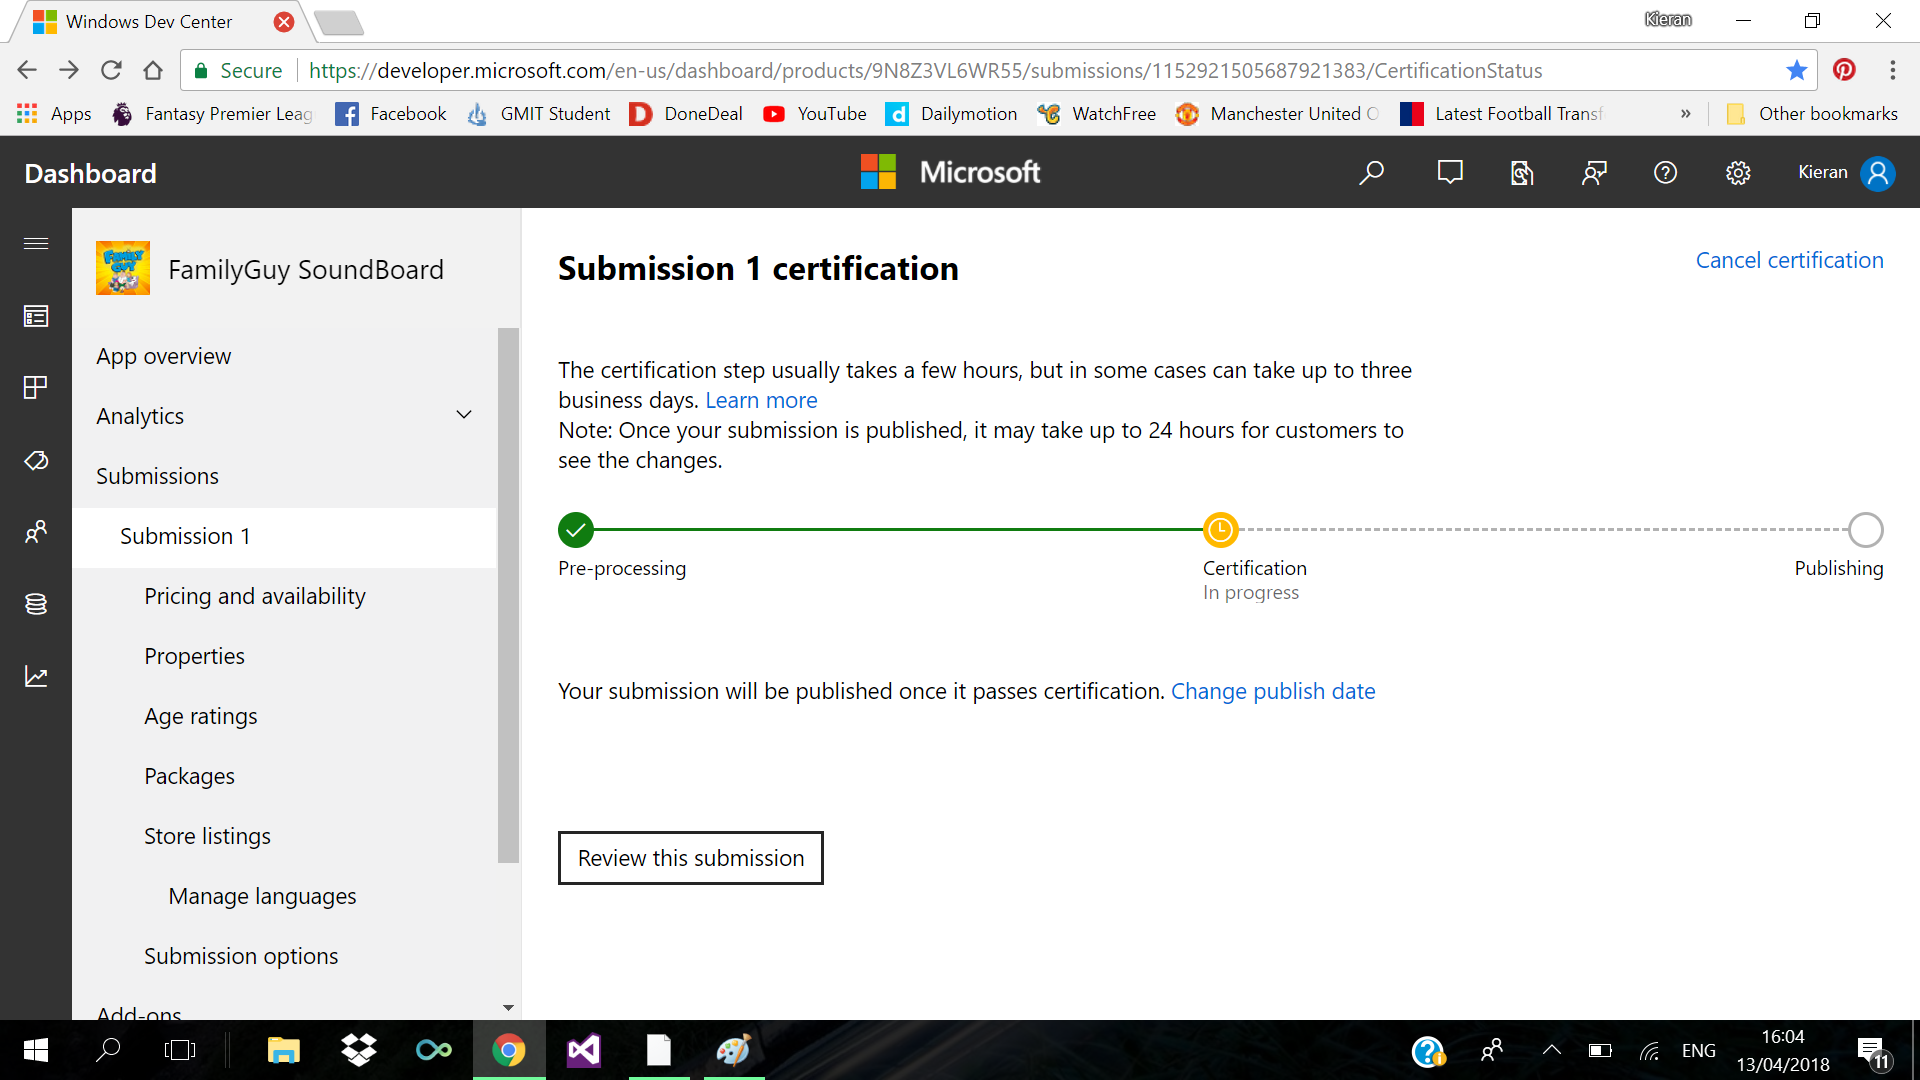 Windows Dev Center
Kieran
Secure
https://developer.microsoft.com/en-us/dashboard/products/9N8Z3VL6WR55/submissions/1152921505687921383/CertificationStatus
Apps
Fantasy Premier Leag
Facebook
GMIT Student
DoneDeal
YouTube
Dailymotion
WatchFree
Manchester United O
Latest Football Transf
»
Other bookmarks
Dashboard
Microsoft
Kieran
FAMILY GUY
FamilyGuy SoundBoard
App overview
Analytics
Submissions
Submission 1
Pricing and availability
Properties
Age ratings
Packages
Store listings
Manage languages
Submission options
Add-ons
Submission 1 certification
Cancel certification
The certification step usually takes a few hours, but in some cases can take up to three
business days. Learn more
Note: Once your submission is published, it may take up to 24 hours for customers to
see the changes.
Pre-processing
Certification
In progress
Publishing
Your submission will be published once it passes certification. Change publish date
Review this submission
ENG
16:04
13/04/2018
11